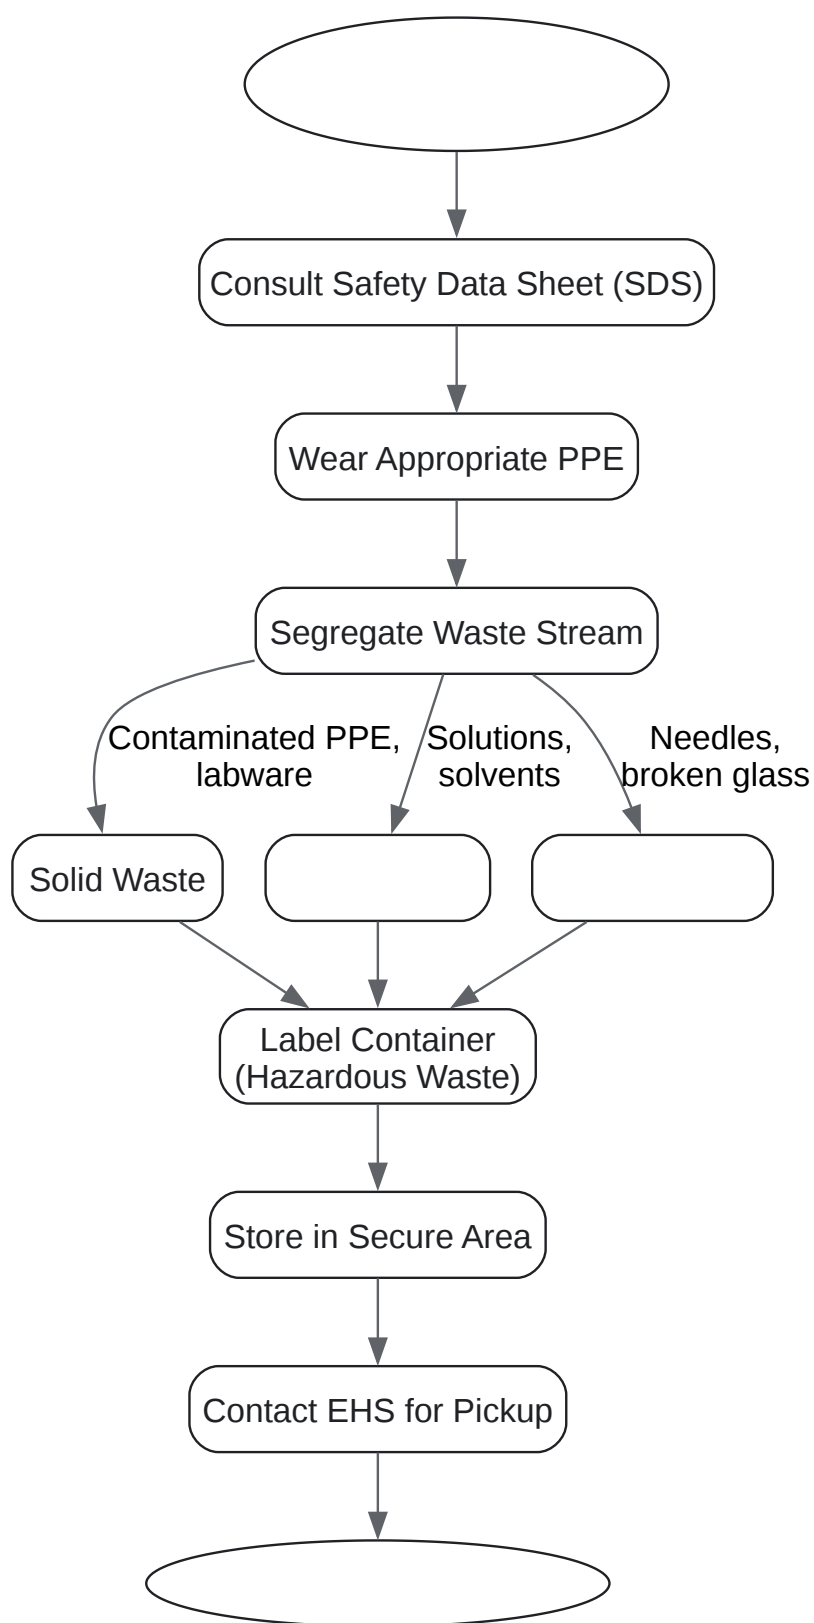 Consult Safety Data Sheet (SDS)
Wear Appropriate PPE
Segregate Waste Stream
Contaminated PPE,
labware
Solutions,
solvents
Needles,
broken glass
Solid Waste
Label Container
(Hazardous Waste)
Store in Secure Area
Contact EHS for Pickup